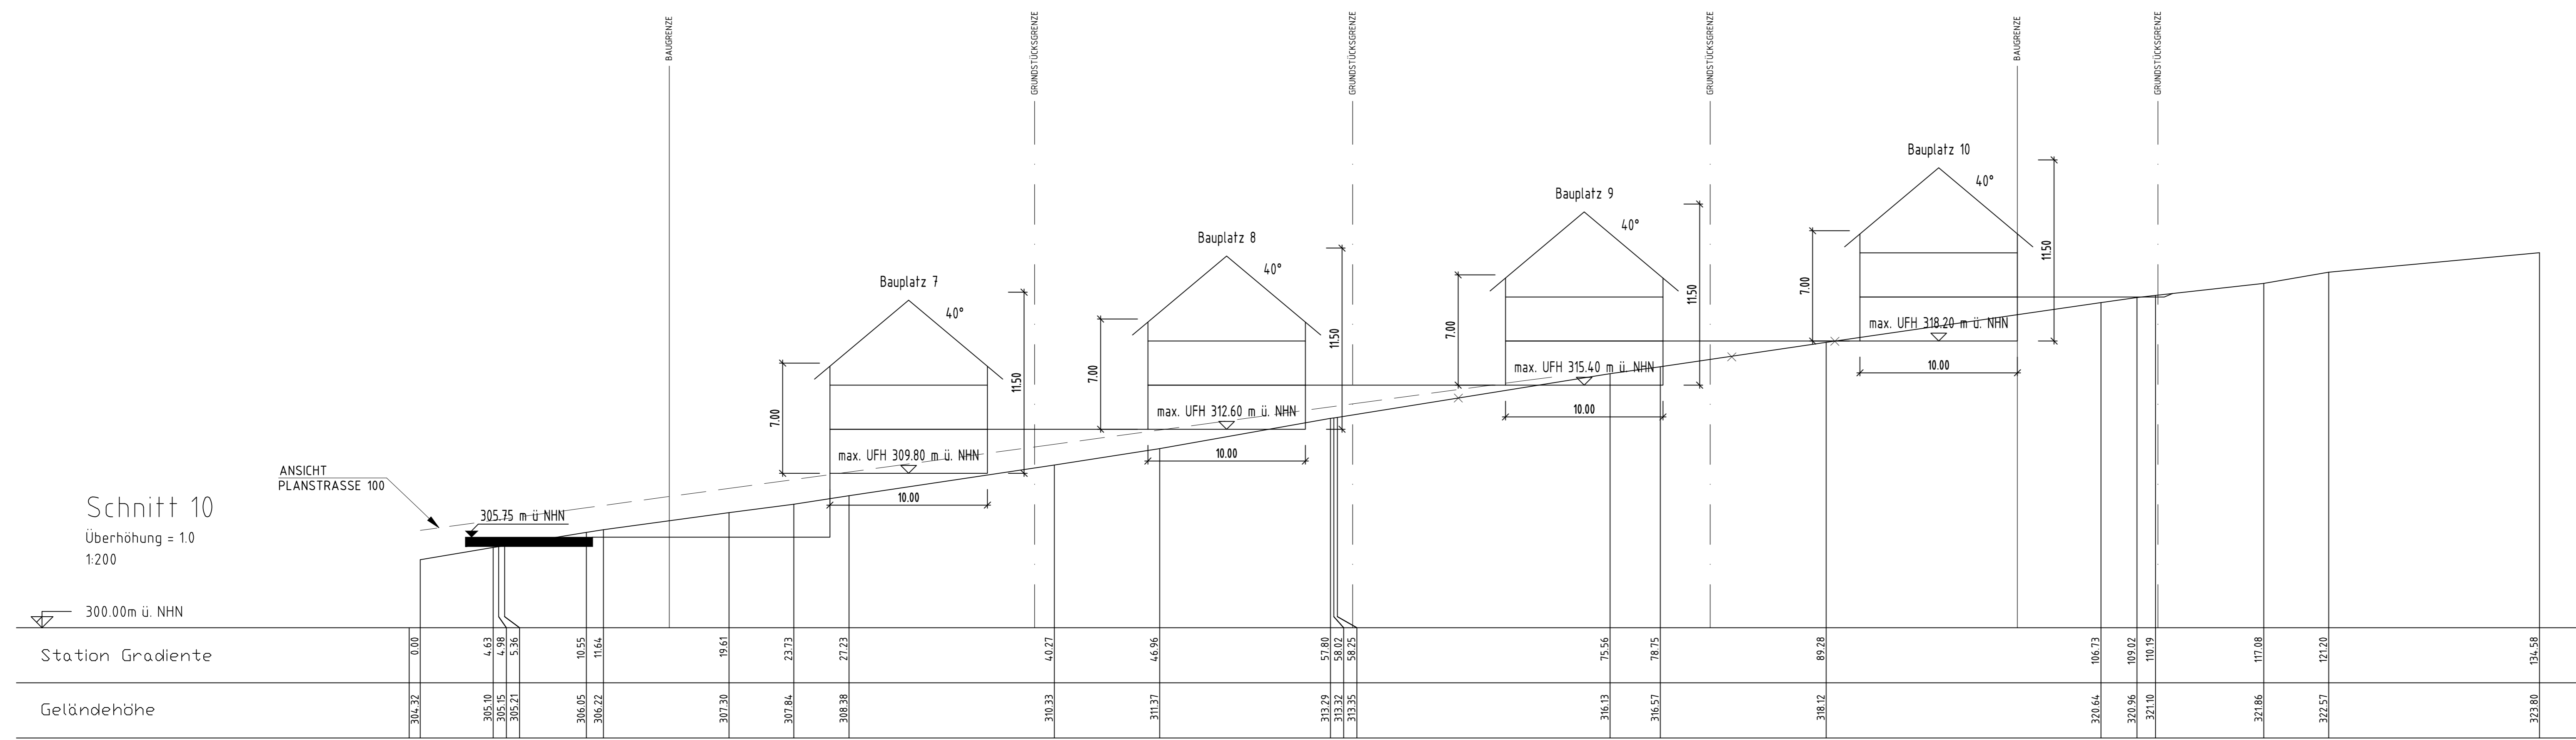 BAUGRENZE
GRUNDSTÜCKSGRENZE
GRUNDSTÜCKSGRENZE
GRUNDSTÜCKSGRENZE
BAUGRENZE
GRUNDSTÜCKSGRENZE
Bauplatz 7
40°
7.00
11.50
max. UFH 309.80 m ü. NHN
10.00
Bauplatz 8
40°
7.00
11.50
max. UFH 312.60 m ü. NHN
10.00
Bauplatz 9
40°
7.00
11.50
max. UFH 315.40 m ü. NHN
10.00
Bauplatz 10
40°
7.00
11.50
max. UFH 318.20 m ü. NHN
10.00
ANSICHT
PLANSTRASSE 100
305.75 m ü NHN
Schnitt 10
Überhöhung = 1.0
1:200
300.00m ü. NHN
Station Gradiente
0.00
4.63
4.98
5.36
10.55
11.64
19.61
23.73
27.23
40.27
46.96
57.80
58.02
58.25
75.56
78.75
89.28
106.73
109.02
110.19
117.08
121.20
134.58
Geländehöhe
304.32
305.10
305.15
305.21
306.05
306.22
307.30
307.84
308.38
310.33
311.37
313.29
313.32
313.35
316.13
316.57
318.12
320.64
320.96
321.10
321.86
322.57
323.80